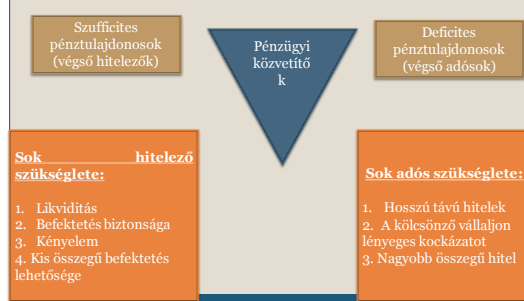 Szufficites
pénztulajdonosok
(végső hitelezők)
Pénzügyi
közvetítő
k
Deficites
pénztulajdonosok
(végső adósok)
Sok hitelező
szükséglete:
1. Likviditás
2. Befektetés biztonsága
3. Kényelem
4. Kis összegű befektetés
lehetősége
Sok adós szükséglete:
1. Hosszú távú hitelek
2. A kölcsönző vállaljon
lényeges kockázatot
3. Nagyobb összegű hitel